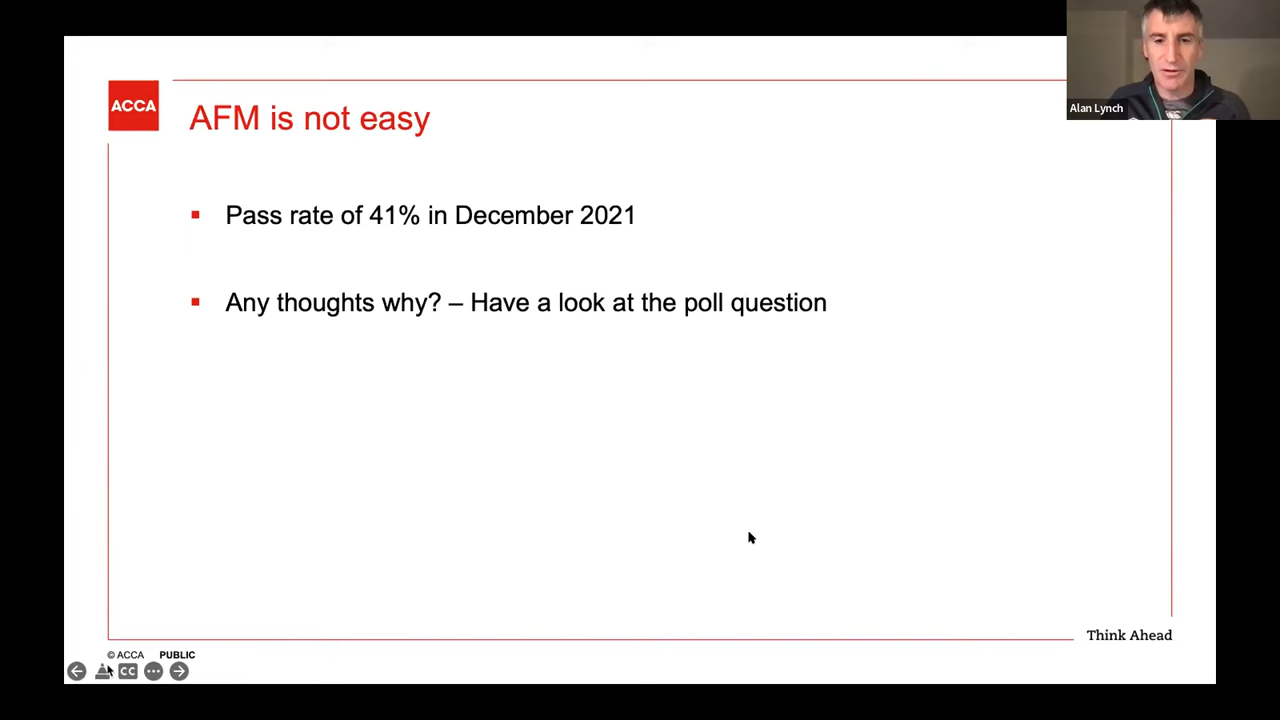 Alan Lynch
ACCA
AFM is not easy
Pass rate of 41% in December 2021
Any thoughts why? – Have a look at the poll question
Think Ahead
© ACCA PUBLIC
CC